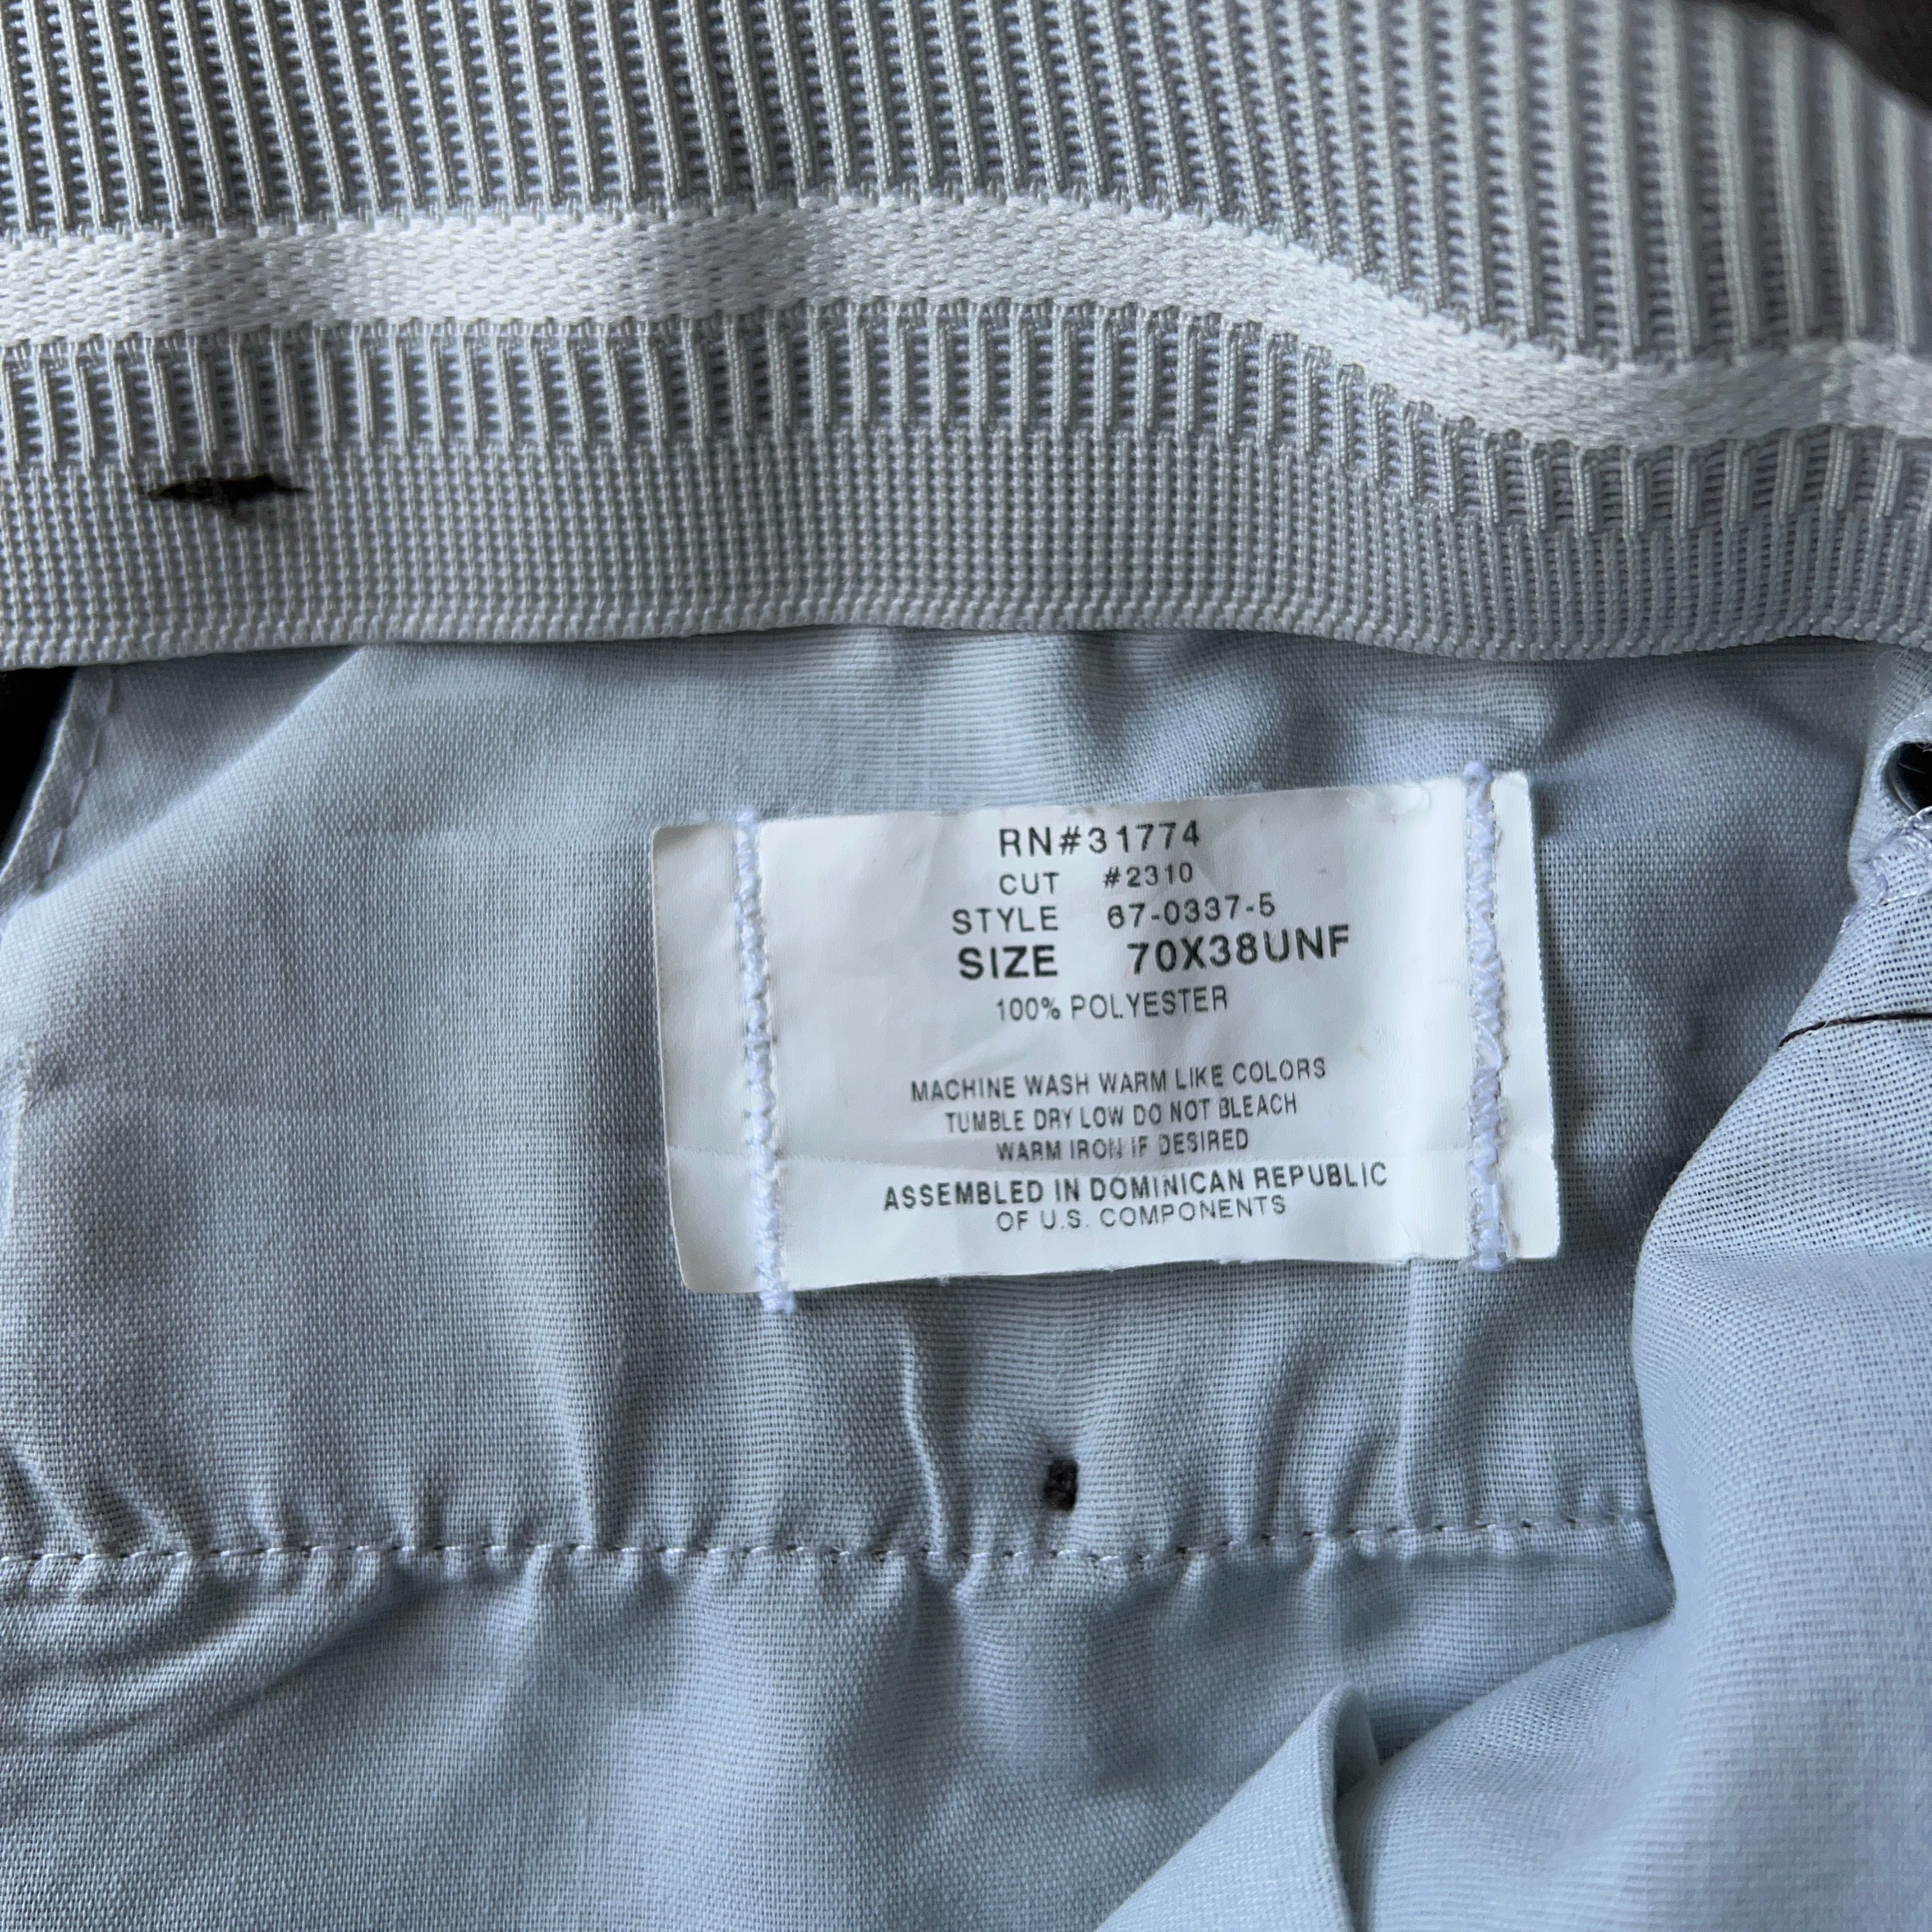 RN#31774
CUT #2310
STYLE 67-0337-5
SIZE 70X38UNF
100% POLYESTER
MACHINE WASH WARM LIKE COLORS
TUMBLE DRY LOW DO NOT BLEACH
WARM IRON IF DESIRED
ASSEMBLED IN DOMINICAN REPUBLIC
OF U.S. COMPONENTS